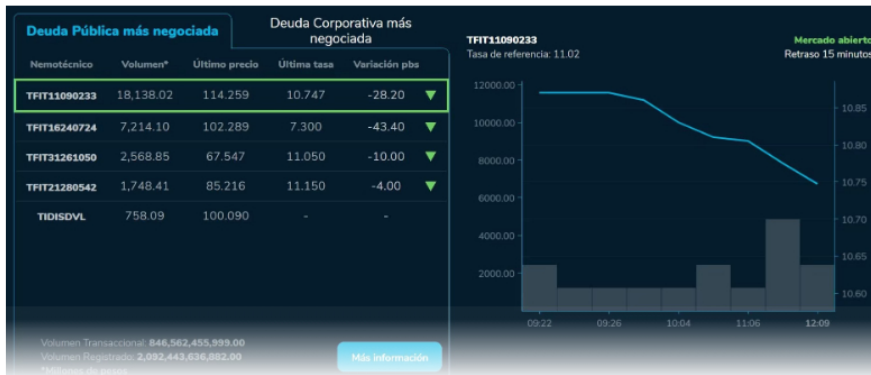 Deuda Pública más negociada
Deuda Corporativa más
negociada
Nemotécnico Volumen* Último precio Última tasa Variación pbs
TFIT11090233 18,138.02 114.259 10.747 -28.20 ▼
TFIT16240724 7,214.10 102.289 7.300 -43.40 ▼
TFIT31261050 2,568.85 67.547 11.050 -10.00 ▼
TFIT21280542 1,748.41 85.216 11.150 -4.00 ▼
TIDISDVL 758.09 100.090 - -
Volumen Transaccional: 846,562,455,999.00
Volumen Registrado: 2,092,443,636,882.00
*Millones de pesos
Más información
TFIT11090233
Tasa de referencia: 11.02
Mercado abierto
Retraso 15 minutos
12000.00
10000.00
8000.00
6000.00
4000.00
2000.00
10.85
10.80
10.75
10.70
10.65
10.60
09:22 09:26 10:04 11:06 12:09